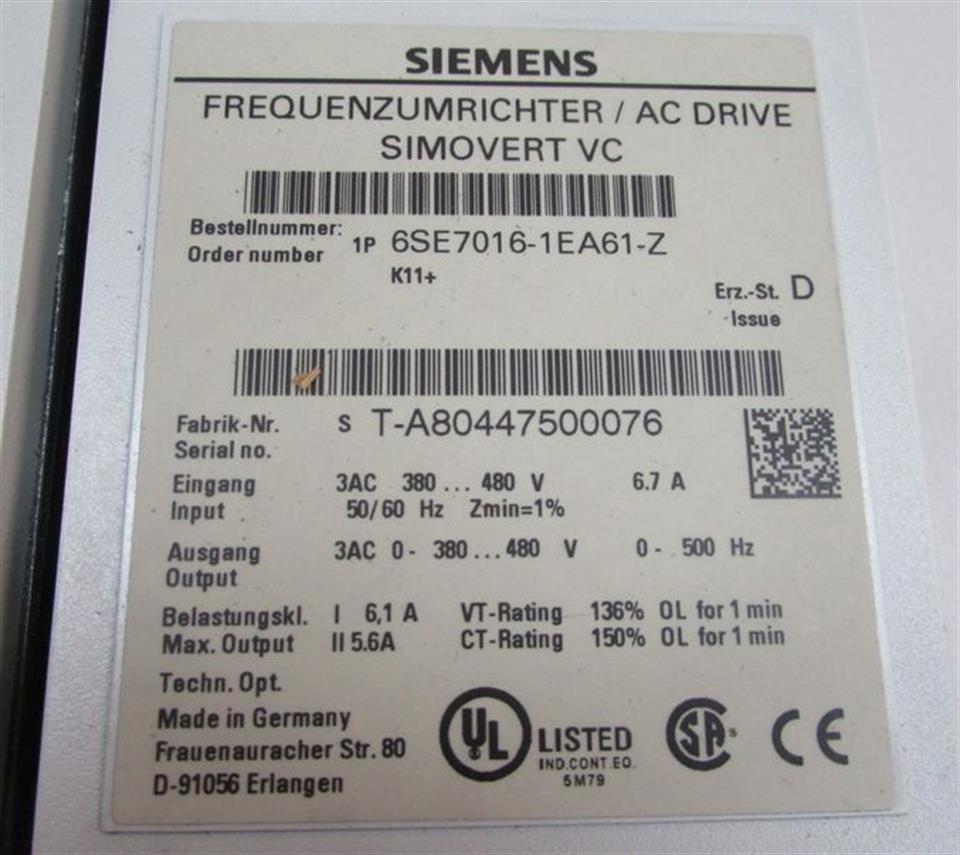 SIEMENS
FREQUENZUMRICHTER / AC DRIVE
SIMOVERT VC
Bestellnummer: 1P 6SE7016-1EA61-Z
Order number
K11+
Erz.-St. D
Issue
Fabrik-Nr. S T-A80447500076
Serial no.
Eingang 3AC 380 ... 480 V 6.7 A
Input 50/60 Hz Zmin=1%
Ausgang 3AC 0- 380...480 V 0- 500 Hz
Output
Belastungskl. I 6,1 A VT-Rating 136% OL for 1 min
Max. Output II 5.6A CT-Rating 150% OL for 1 min
Techn. Opt.
Made in Germany
Frauenauracher Str. 80
D-91056 Erlangen
UL LISTED
IND.CONT.EQ.
5M79
SA
CE